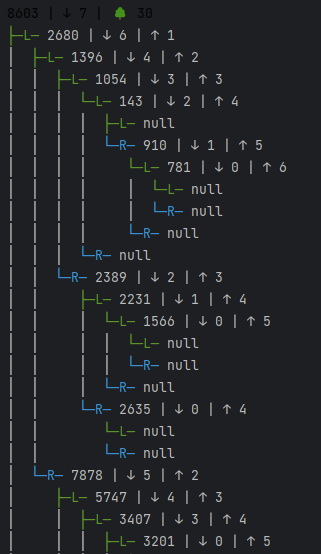 8603 | ↓ 7 | 🌳 30
├─L─ 2680 | ↓ 6 | ↑ 1
│  ├─L─ 1396 | ↓ 4 | ↑ 2
│  │  ├─L─ 1054 | ↓ 3 | ↑ 3
│  │  │  └─L─ 143 | ↓ 2 | ↑ 4
│  │  │  │  ├─L─ null
│  │  │  │  └─R─ 910 | ↓ 1 | ↑ 5
│  │  │  │     └─L─ 781 | ↓ 0 | ↑ 6
│  │  │  │     │  └─L─ null
│  │  │  │     │  └─R─ null
│  │  │  │     └─R─ null
│  │  │  └─R─ null
│  │  └─R─ 2389 | ↓ 2 | ↑ 3
│  │     ├─L─ 2231 | ↓ 1 | ↑ 4
│  │     │  └─L─ 1566 | ↓ 0 | ↑ 5
│  │     │  │  └─L─ null
│  │     │  │  └─R─ null
│  │     │  └─R─ null
│  │     └─R─ 2635 | ↓ 0 | ↑ 4
│  │        └─L─ null
│  │        └─R─ null
│  └─R─ 7878 | ↓ 5 | ↑ 2
│     ├─L─ 5747 | ↓ 4 | ↑ 3
│     │  ├─L─ 3407 | ↓ 3 | ↑ 4
│     │  │  ├─L─ 3201 | ↓ 0 | ↑ 5